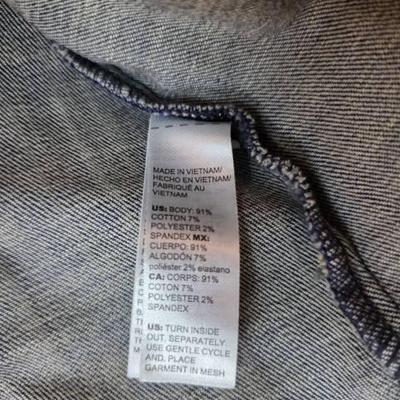 MADE IN VIETNAM/
HECHO EN VIETNAM/
FABRIQUÉ AU
VIETNAM
US: BODY: 91%
COTTON 7%
POLYESTER 2%
SPANDEX MX:
CUERPO: 91%
ALGODÓN 7%
poliéster 2% elastano
CA: CORPS: 91%
COTON 7%
POLYESTER 2%
SPANDEX
US: TURN INSIDE
OUT. SEPARATELY
USE GENTLE CYCLE
AND. PLACE
GARMENT IN MESH